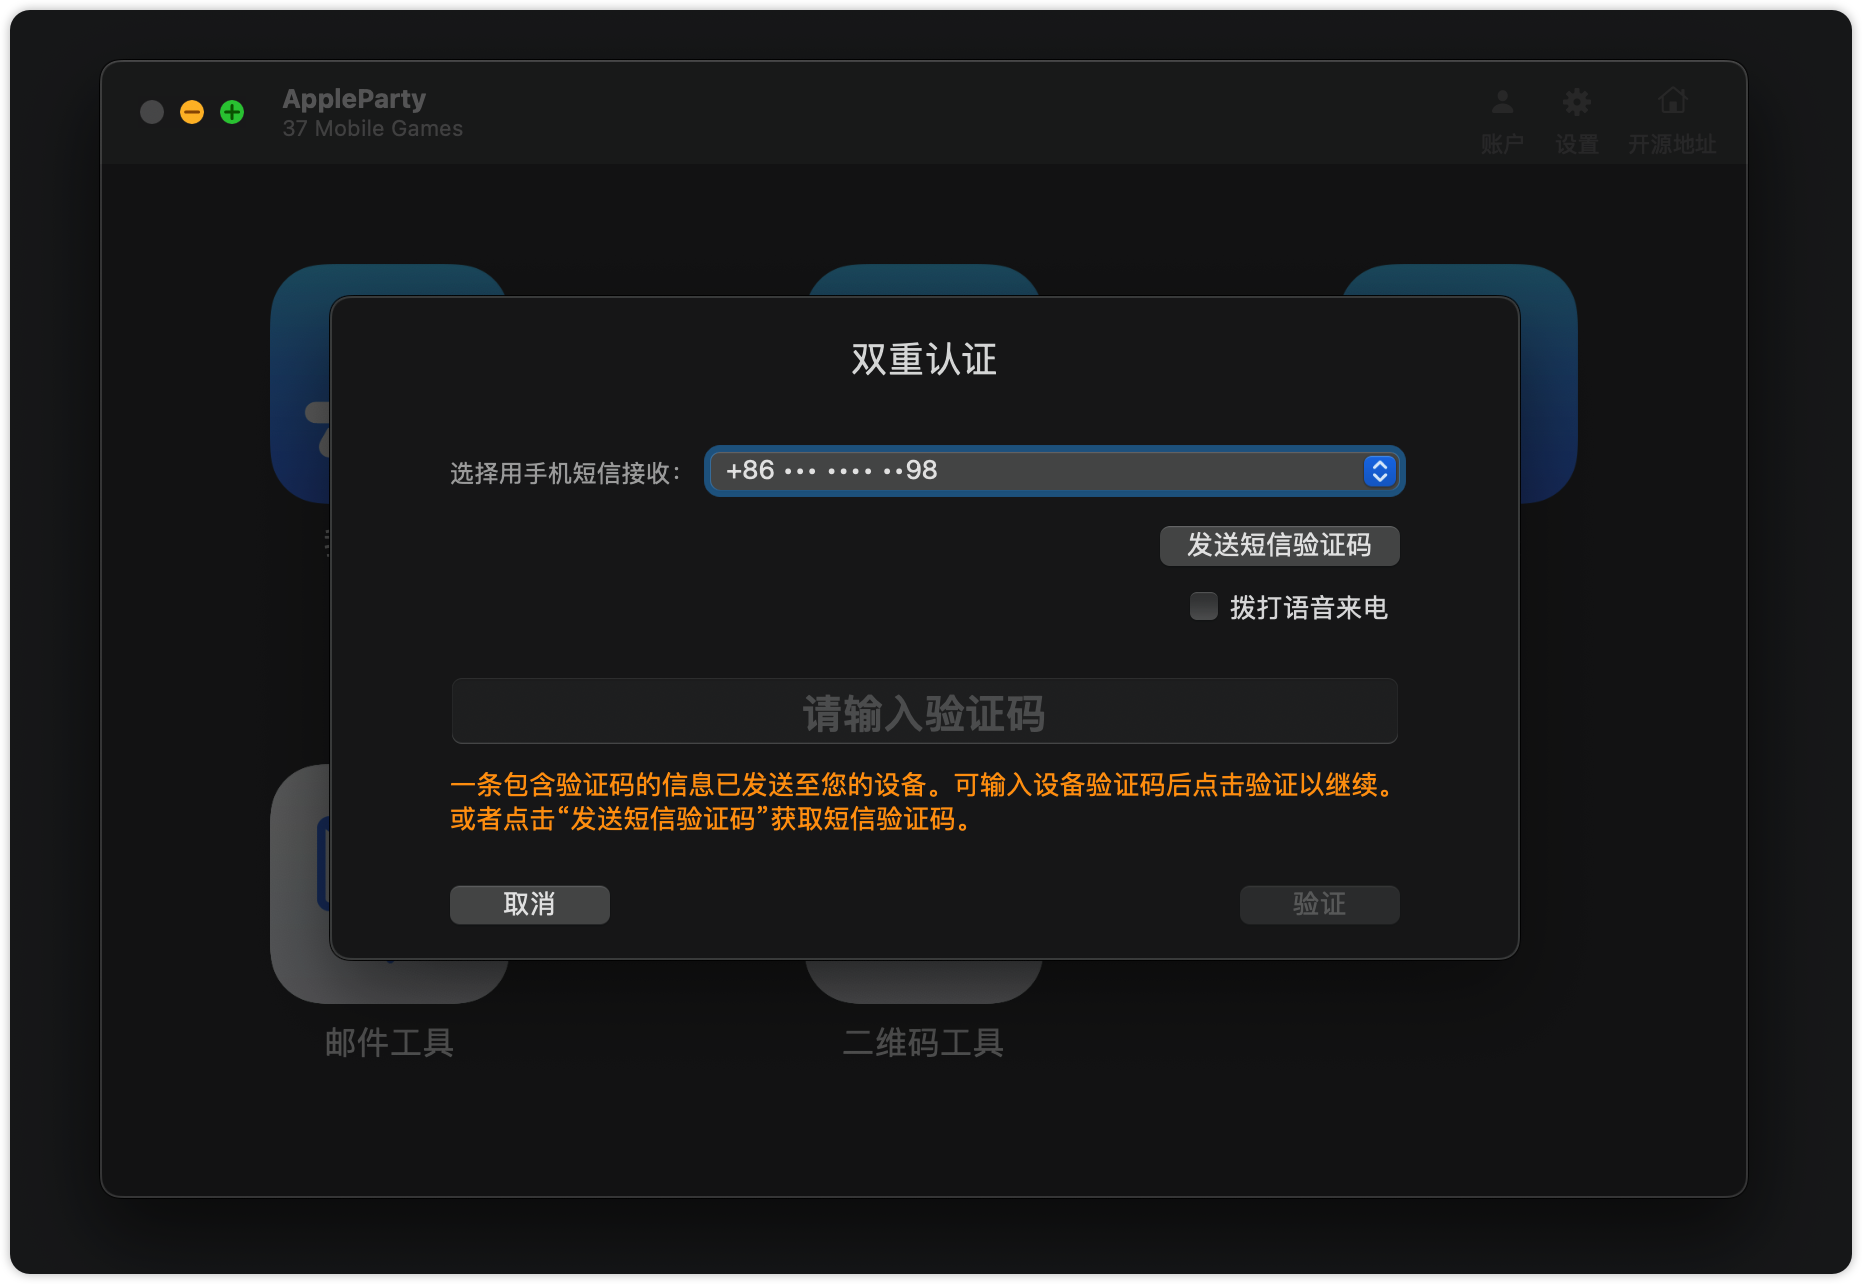 AppleParty
37 Mobile Games
账户
设置
开源地址
双重认证
选择用手机短信接收：
+86 ••• •••• ••98
发送短信验证码
拨打语音来电
请输入验证码
一条包含验证码的信息已发送至您的设备。可输入设备验证码后点击验证以继续。
或者点击“发送短信验证码”获取短信验证码。
取消
验证
邮件工具
二维码工具